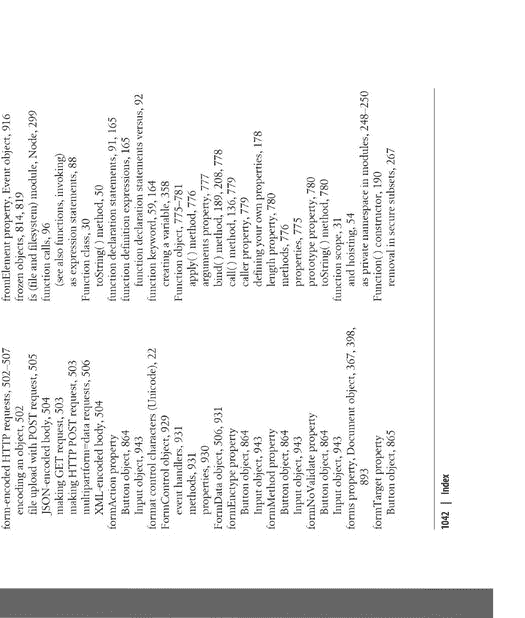 form-encoded HTTP requests, 502–507
encoding an object, 502
file upload with POST request, 505
JSON-encoded body, 504
making GET request, 503
making HTTP POST request, 503
multipart/form-data requests, 506
XML-encoded body, 504
formAction property
Button object, 864
Input object, 943
format control characters (Unicode), 22
FormControl object, 929
event handlers, 931
methods, 931
properties, 930
FormData object, 506, 931
formEnctype property
Button object, 864
Input object, 943
formMethod property
Button object, 864
Input object, 943
formNoValidate property
Button object, 864
Input object, 943
forms property, Document object, 367, 398,
893
formTarget property
Button object, 865
fromElement property, Event object, 916
frozen objects, 814, 819
fs (file and filesystem) module, Node, 299
function calls, 96
(see also functions, invoking)
as expression statements, 88
Function class, 30
toString() method, 50
function declaration statements, 91, 165
function definition expressions, 165
function declaration statements versus, 92
function keyword, 59, 164
creating a variable, 358
Function object, 775–781
apply() method, 776
arguments property, 777
bind() method, 189, 208, 778
call() method, 136, 779
caller property, 779
defining your own properties, 178
length property, 780
methods, 776
properties, 775
prototype property, 780
toString() method, 780
function scope, 31
and hoisting, 54
as private namespace in modules, 248–250
Function() constructor, 190
removal in secure subsets, 267
1042 | Index